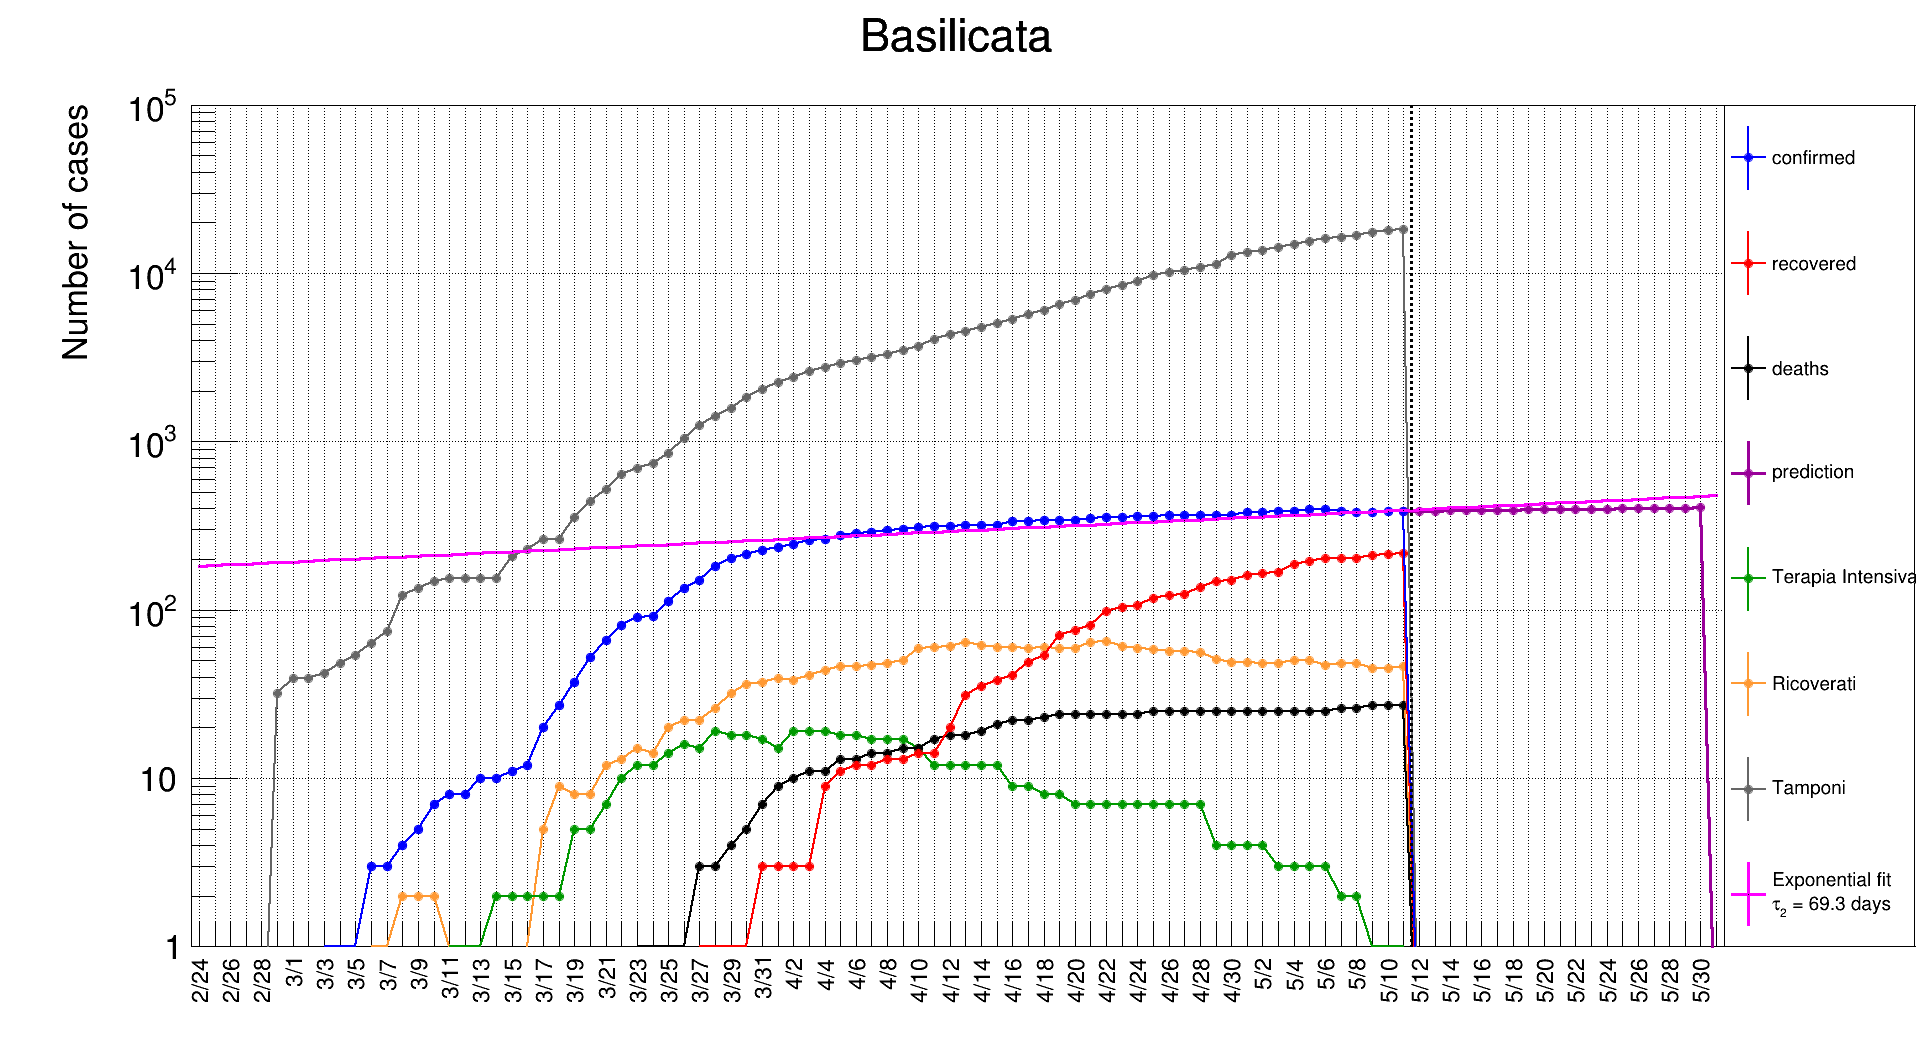 Basilicata
Number of cases
10^5
10^4
10^3
10^2
10
1
2/24 2/26 2/28 3/1 3/3 3/5 3/7 3/9 3/11 3/13 3/15 3/17 3/19 3/21 3/23 3/25 3/27 3/29 3/31 4/2 4/4 4/6 4/8 4/10 4/12 4/14 4/16 4/18 4/20 4/22 4/24 4/26 4/28 4/30 5/2 5/4 5/6 5/8 5/10 5/12 5/14 5/16 5/18 5/20 5/22 5/24 5/26 5/28 5/30
confirmed
recovered
deaths
prediction
Terapia Intensiva
Ricoverati
Tamponi
Exponential fit
τ_2 = 69.3 days